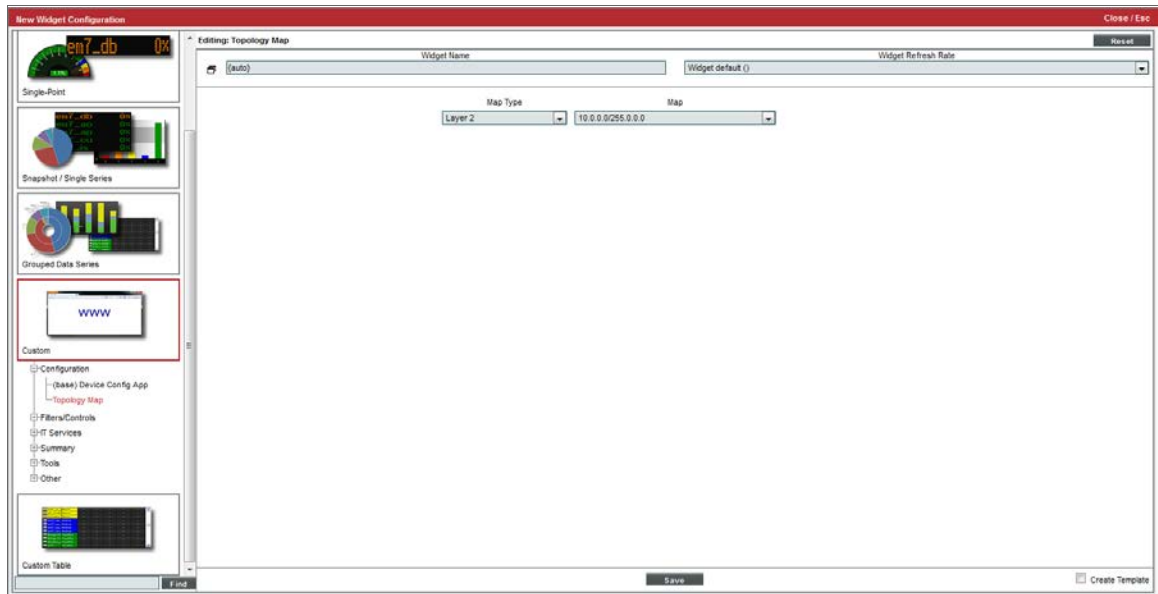 New Widget Configuration
Close / Esc
em7_db 0%
Single-Point
Snapshot / Single Series
Grouped Data Series
www
Custom
Configuration
(base) Device Config App
Topology Map
Filters/Controls
IT Services
Summary
Tools
Other
Custom Table
Find
Editing: Topology Map
Reset
Widget Name
Widget Refresh Rate
(auto)
Widget default ()
Map Type
Map
Layer 2
10.0.0.0/255.0.0.0
Save
Create Template